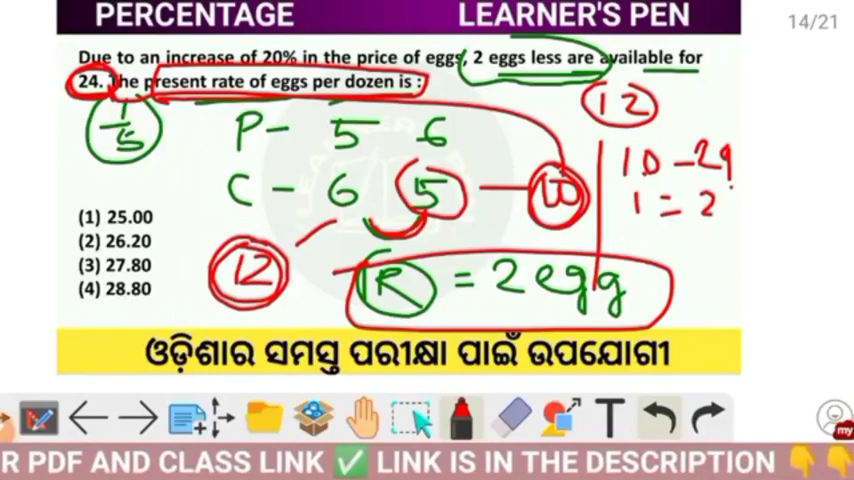 PERCENTAGE LEARNER'S PEN
14/21
Due to an increase of 20% in the price of eggs, 2 eggs less are available for
24. The present rate of eggs per dozen is :
12
1/5
P - 5 6
C - 6 5 — 10
10 - 24
1 = 2
12
R = 2 egg
(1) 25.00
(2) 26.20
(3) 27.80
(4) 28.80
ଓଡ଼ିଶାର ସମସ୍ତ ପରୀକ୍ଷା ପାଇଁ ଉପଯୋଗୀ
T
my
R PDF AND CLASS LINK ✅ LINK IS IN THE DESCRIPTION 👇👇